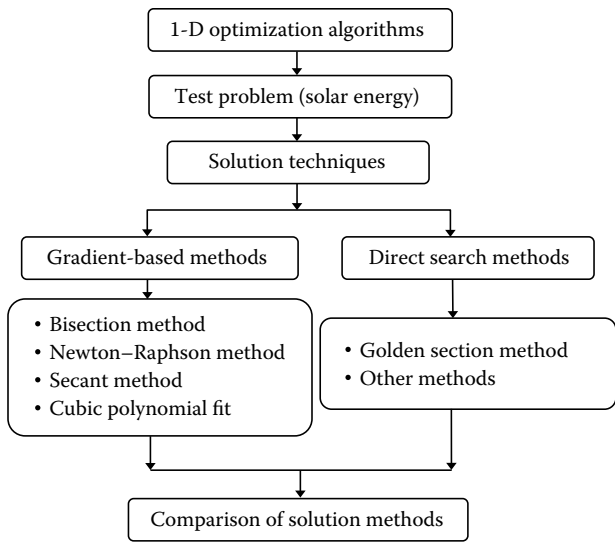 1-D optimization algorithms
Test problem (solar energy)
Solution techniques
Gradient-based methods
Direct search methods
• Bisection method
• Newton–Raphson method
• Secant method
• Cubic polynomial fit
• Golden section method
• Other methods
Comparison of solution methods